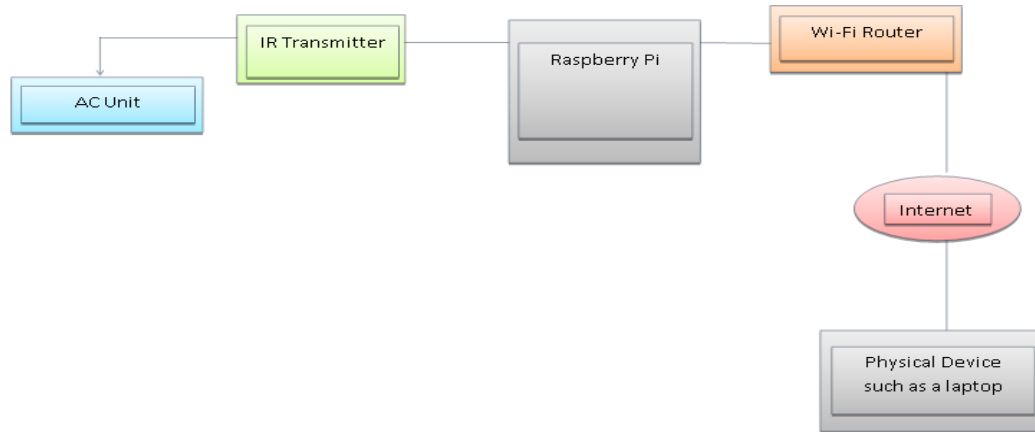 IR Transmitter
Raspberry Pi
Wi-Fi Router
AC Unit
Internet
Physical Device
such as a laptop